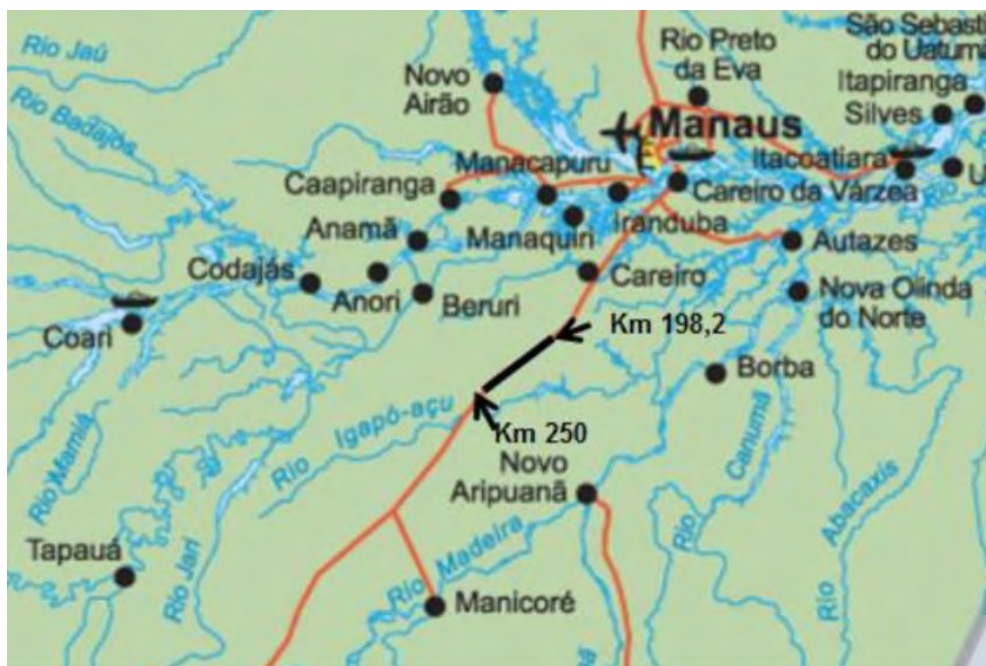 Rio Jaú
Novo
Airão
Rio Preto
da Eva
São Sebasti
do Uatumã
Itapiranga
Silves
Rio Badajós
Manaus
Manacapuru
Itacoatiara
Caapiranga
Careiro da Várzea
U
Rio
Anamã
Manaquiri
Iranduba
Autazes
Codajás
Careiro
Anori
Beruri
Nova Olinda
do Norte
Coari
Km 198,2
Borba
Rio Igapó-açu
Km 250
Novo
Aripuanã
Rio Canumã
Rio Abacaxis
Rio Mamiá
Tapauá
Rio Jari
Rio Madeira
Manicoré